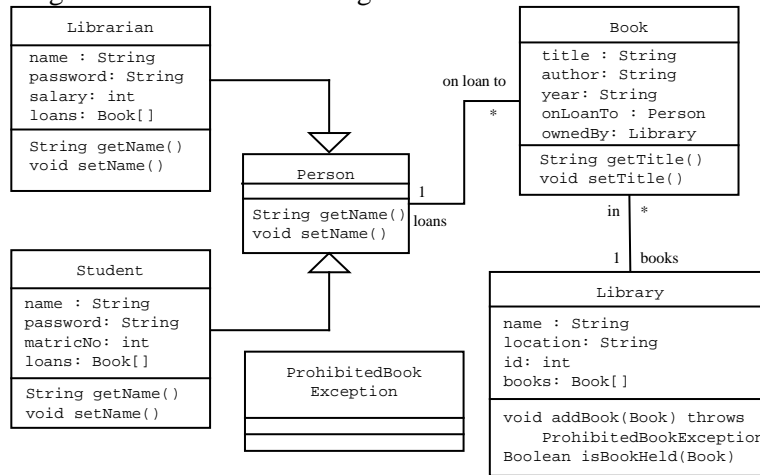 Librarian
name : String
password: String
salary: int
loans: Book[]
String getName()
void setName()
Book
title : String
author: String
year: String
onLoanTo : Person
ownedBy: Library
String getTitle()
void setTitle()
on loan to
*
Person
String getName()
void setName()
1
loans
in
*
1
books
Student
name : String
password: String
matricNo: int
loans: Book[]
String getName()
void setName()
ProhibitedBook
Exception
Library
name : String
location: String
id: int
books: Book[]
void addBook(Book) throws
ProhibitedBookException
Boolean isBookHeld(Book)